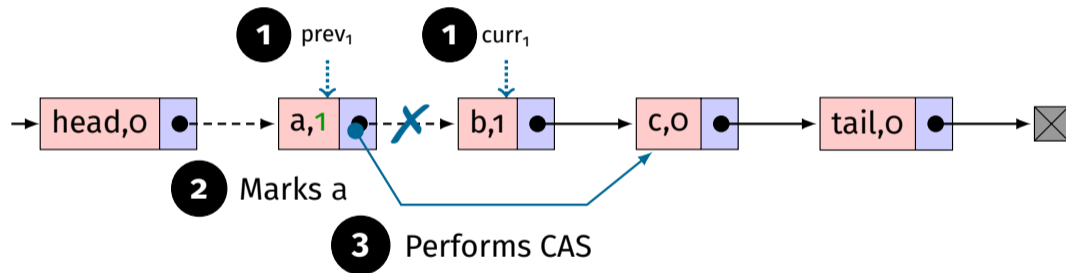 1 prev₁ 1 curr₁
head,0 a,1 b,1 c,0 tail,0
2 Marks a
3 Performs CAS